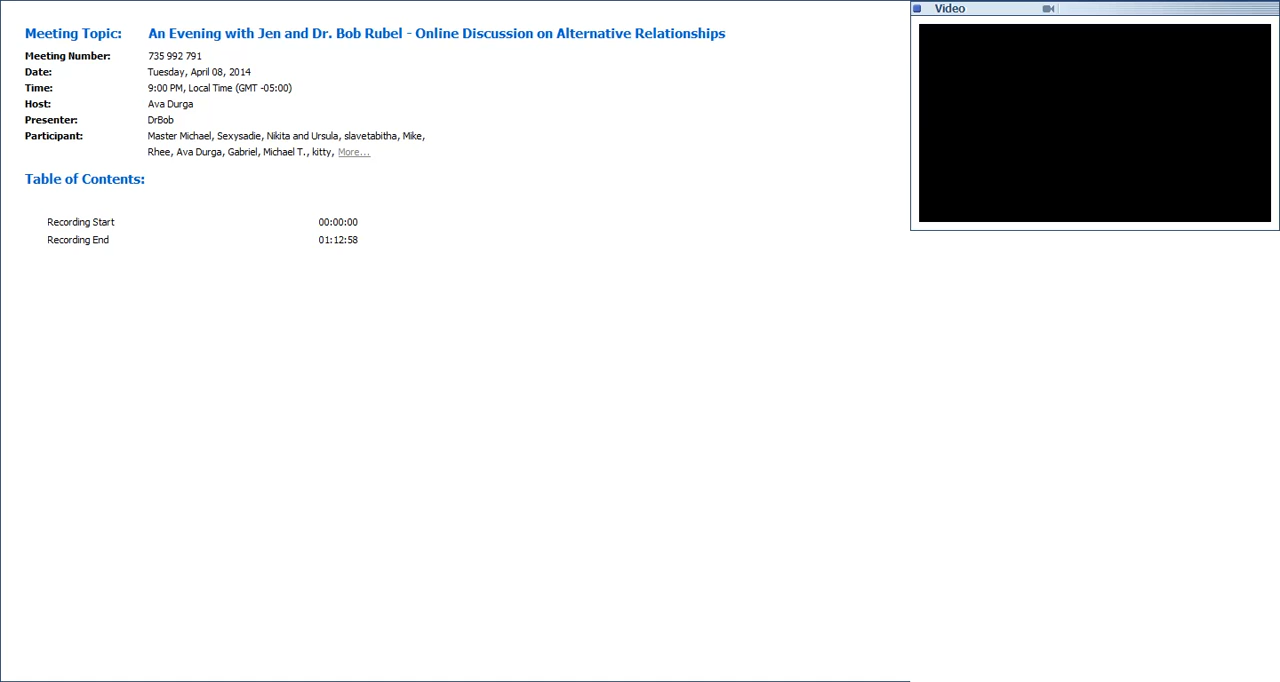 Video
Meeting Topic: An Evening with Jen and Dr. Bob Rubel - Online Discussion on Alternative Relationships
Meeting Number: 735 992 791
Date: Tuesday, April 08, 2014
Time: 9:00 PM, Local Time (GMT -05:00)
Host: Ava Durga
Presenter: DrBob
Participant: Master Michael, Sexysadie, Nikita and Ursula, slavetabitha, Mike,
Rhee, Ava Durga, Gabriel, Michael T., kitty, More...
Table of Contents:
Recording Start 00:00:00
Recording End 01:12:58